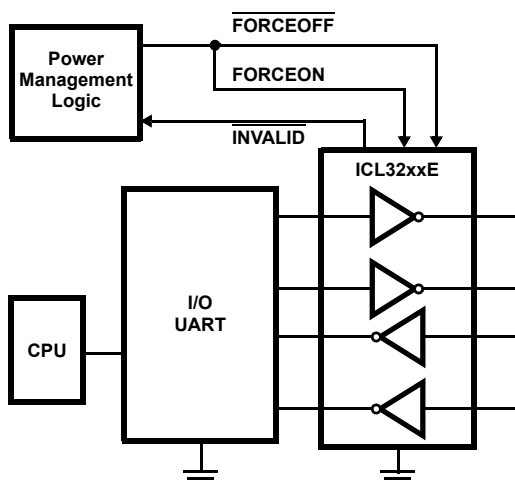 FORCEOFF
Power
Management
Logic
FORCEON
INVALID
ICL32xxE
I/O
UART
CPU